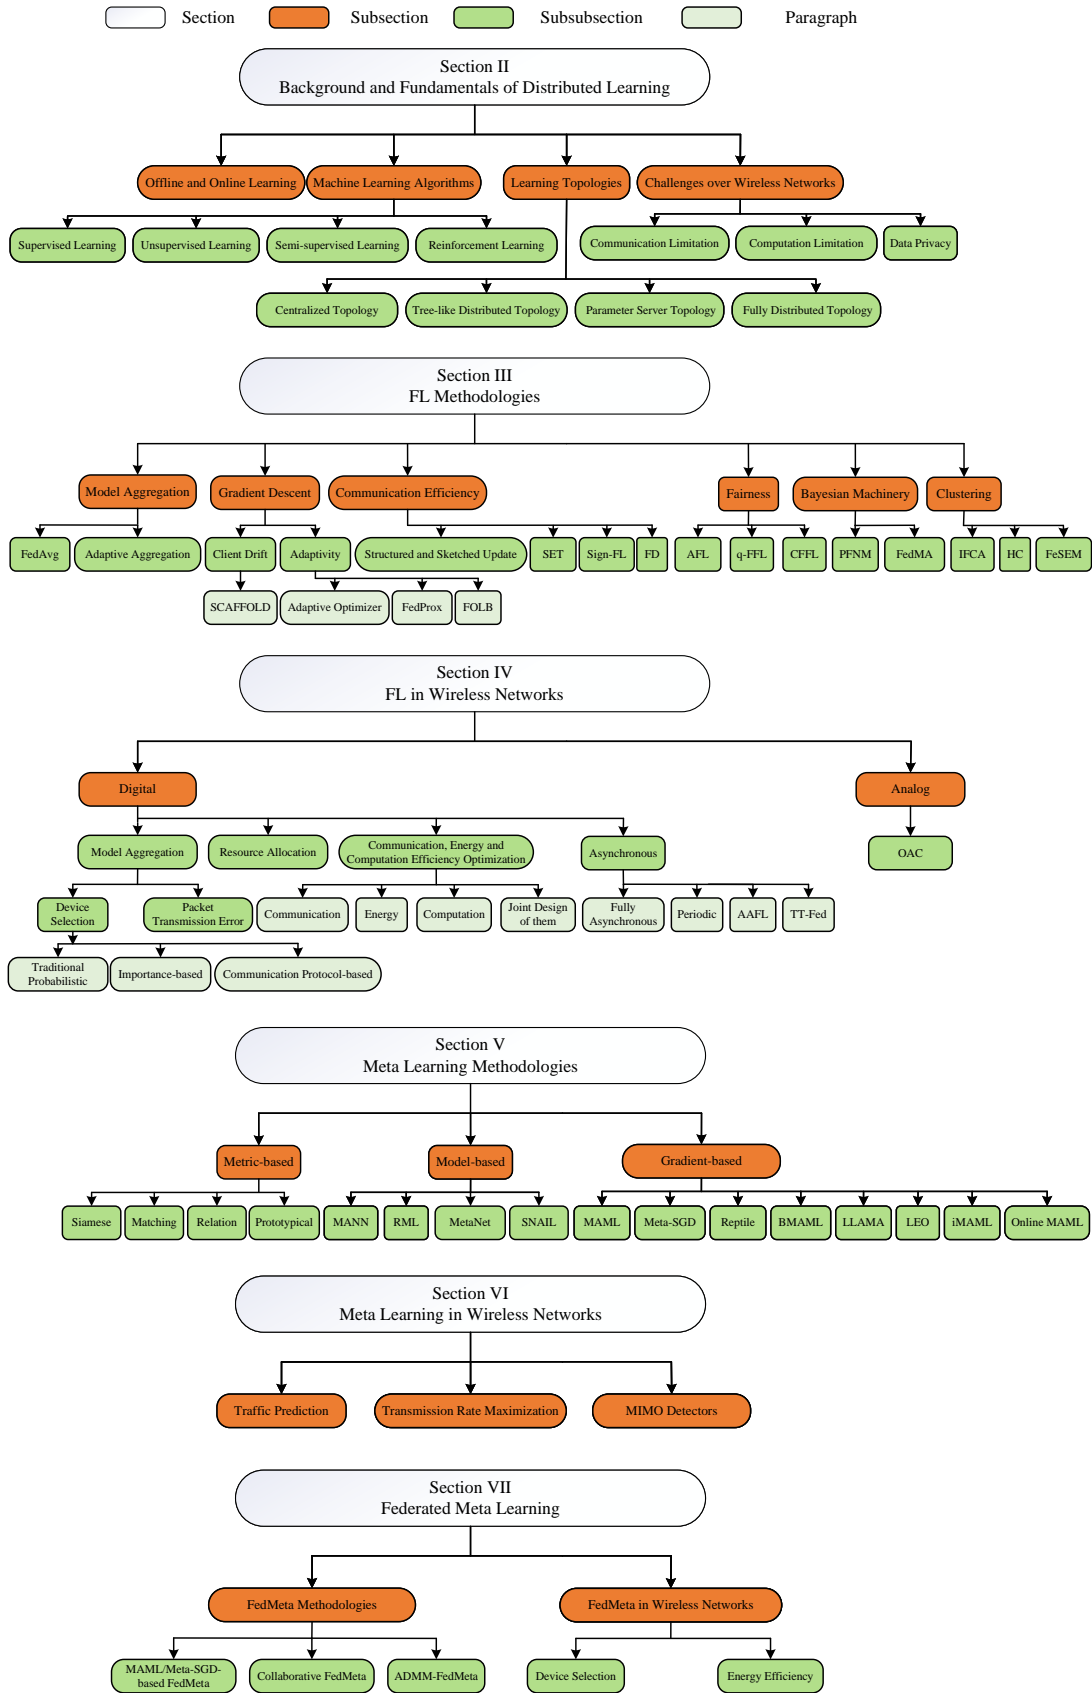 Section
Subsection
Subsubsection
Paragraph
Section II
Background and Fundamentals of Distributed Learning
Offline and Online Learning
Machine Learning Algorithms
Learning Topologies
Challenges over Wireless Networks
Supervised Learning
Unsupervised Learning
Semi-supervised Learning
Reinforcement Learning
Communication Limitation
Computation Limitation
Data Privacy
Centralized Topology
Tree-like Distributed Topology
Parameter Server Topology
Fully Distributed Topology
Section III
FL Methodologies
Model Aggregation
Gradient Descent
Communication Efficiency
Fairness
Bayesian Machinery
Clustering
FedAvg
Adaptive Aggregation
Client Drift
Adaptivity
Structured and Sketched Update
SET
Sign-FL
FD
AFL
q-FFL
CFFL
PFNM
FedMA
IFCA
HC
FeSEM
SCAFFOLD
Adaptive Optimizer
FedProx
FOLB
Section IV
FL in Wireless Networks
Digital
Analog
Model Aggregation
Resource Allocation
Communication, Energy and
Computation Efficiency Optimization
Asynchronous
OAC
Device
Selection
Packet
Transmission Error
Communication
Energy
Computation
Joint Design
of them
Fully
Asynchronous
Periodic
AAFL
TT-Fed
Traditional
Probabilistic
Importance-based
Communication Protocol-based
Section V
Meta Learning Methodologies
Metric-based
Model-based
Gradient-based
Siamese
Matching
Relation
Prototypical
MANN
RML
MetaNet
SNAIL
MAML
Meta-SGD
Reptile
BMAML
LLAMA
LEO
iMAML
Online MAML
Section VI
Meta Learning in Wireless Networks
Traffic Prediction
Transmission Rate Maximization
MIMO Detectors
Section VII
Federated Meta Learning
FedMeta Methodologies
FedMeta in Wireless Networks
MAML/Meta-SGD-
based FedMeta
Collaborative FedMeta
ADMM-FedMeta
Device Selection
Energy Efficiency